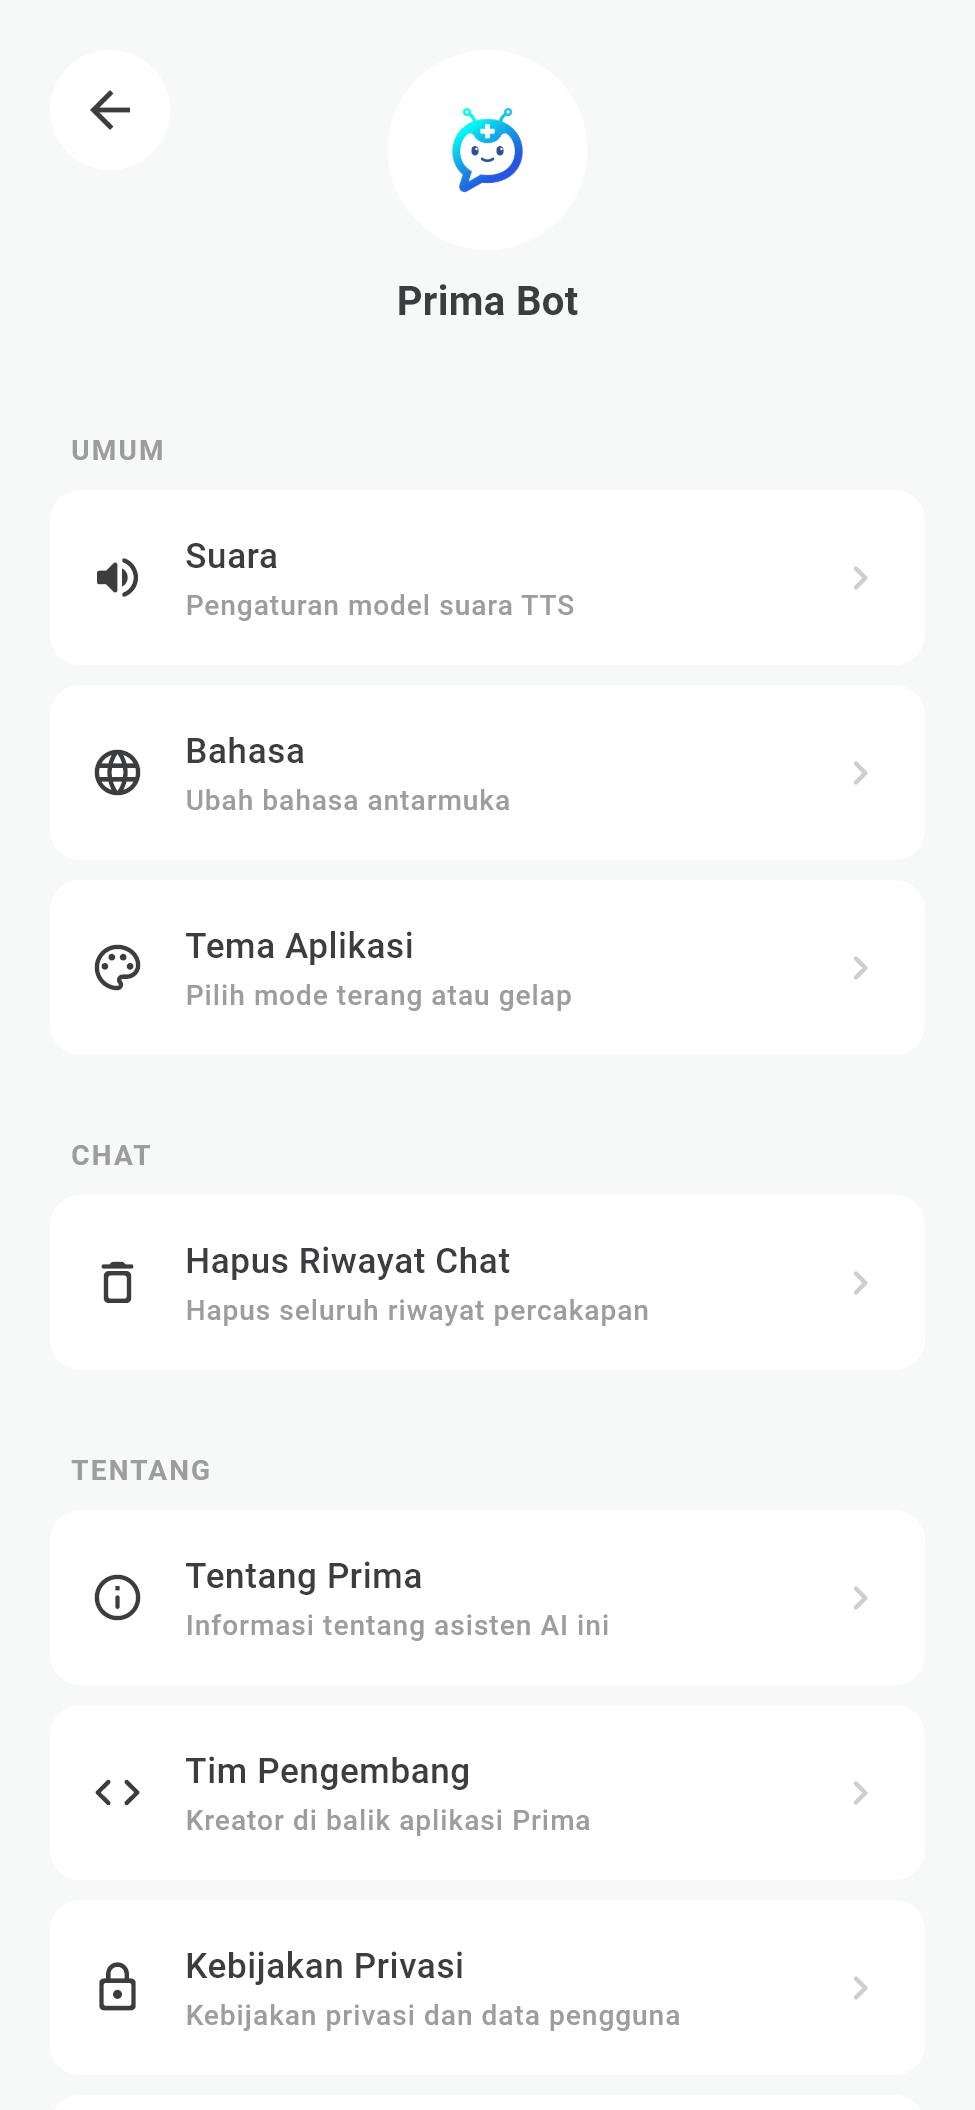 Prima Bot
UMUM
Suara
Pengaturan model suara TTS
Bahasa
Ubah bahasa antarmuka
Tema Aplikasi
Pilih mode terang atau gelap
CHAT
Hapus Riwayat Chat
Hapus seluruh riwayat percakapan
TENTANG
Tentang Prima
Informasi tentang asisten AI ini
Tim Pengembang
Kreator di balik aplikasi Prima
Kebijakan Privasi
Kebijakan privasi dan data pengguna